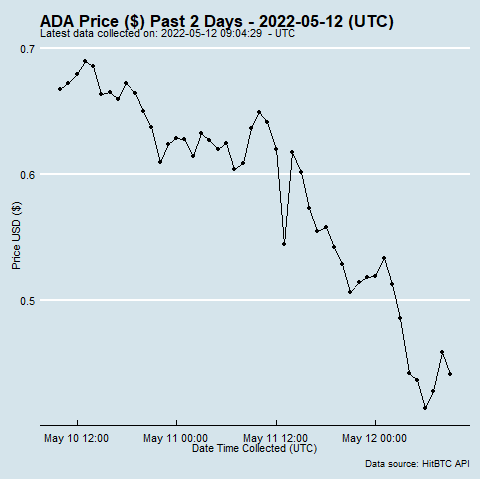 ADA Price ($) Past 2 Days - 2022-05-12 (UTC)
Latest data collected on: 2022-05-12 09:04:29  - UTC
0.7
0.6
0.5
Price USD ($)
May 10 12:00
May 11 00:00
May 11 12:00
May 12 00:00
Date Time Collected (UTC)
Data source: HitBTC API